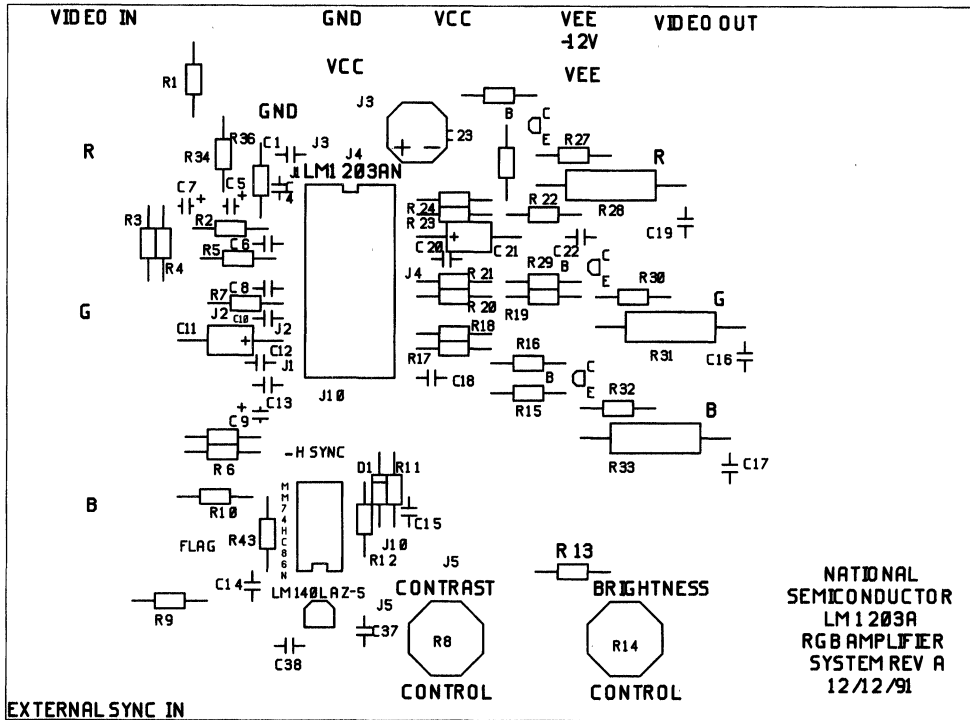 VIDEO IN GND VCC VEE VIDEO OUT
-12V
VCC VEE
R1 J3 B C
GND
C23 E R27
R R34 R36 C1 J3 J4 R
J1 LM1203AN
C7 + C5 + C4 + − R24 R22 R28
R3 R2 R23 C19
R4 R5 C6 + C20 C21 C22
J4 R21 R29 B C
C8 E R30
R7 R20 R19 G
G J2 C10
C11 + J2 R18 R31 C16
C12 R17 R16
J1 C
C18 B
J10 R15 E R32
+ C13
C9 B
R6 -H SYNC R33 C17
D1 R11
B R10 MM74HC86N C15
FLAG R43 J10
R12 J5 R13
C14 LM140LAZ-5 CONTRAST BRIGHTNESS
R9 J5
C37 R8 R14
C38
CONTROL CONTROL
NATIONAL
SEMICONDUCTOR
LM1203A
RGB AMPLIFIER
SYSTEM REV A
12/12/91
EXTERNAL SYNC IN